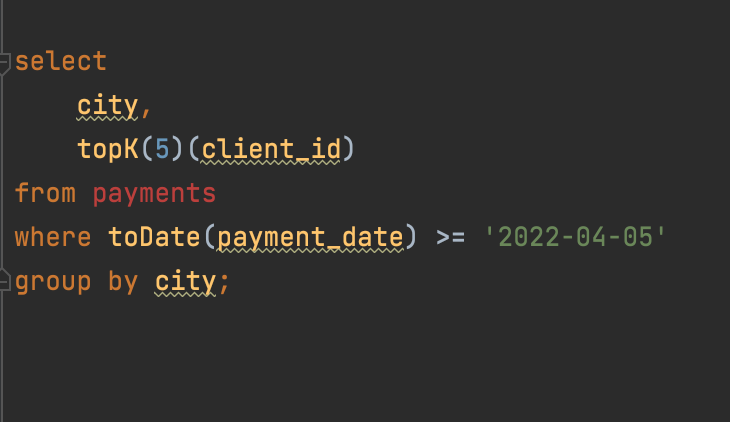 select
    city,
    topK(5)(client_id)
from payments
where toDate(payment_date) >= '2022-04-05'
group by city;